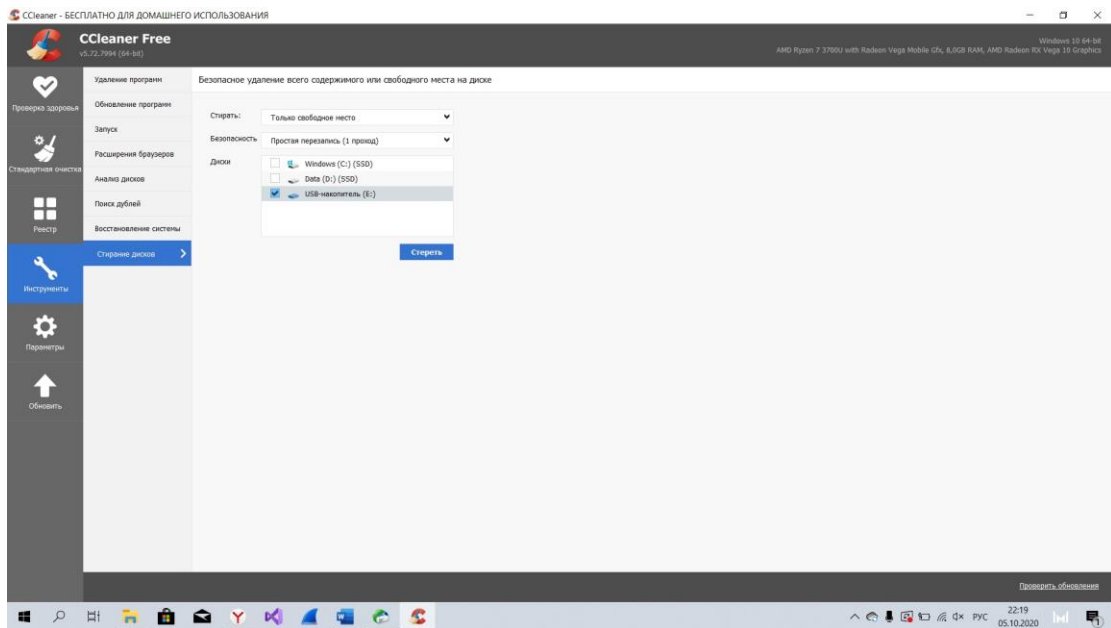 CCleaner - БЕСПЛАТНО ДЛЯ ДОМАШНЕГО ИСПОЛЬЗОВАНИЯ
CCleaner Free
v5.72.7994 (64-bit)
Windows 10 64-bit
AMD Ryzen 7 3700U with Radeon Vega Mobile Gfx, 8,0GB RAM, AMD Radeon RX Vega 10 Graphics
Проверка здоровья
Стандартная очистка
Реестр
Инструменты
Параметры
Обновить
Удаление программ
Обновление программ
Запуск
Расширения браузеров
Анализ дисков
Поиск дублей
Восстановление системы
Стирание дисков
Безопасное удаление всего содержимого или свободного места на диске
Стирать: Только свободное место
Безопасность Простая перезапись (1 проход)
Диски
Windows (C:) (SSD)
Data (D:) (SSD)
USB-накопитель (E:)
Стереть
Проверить обновления
РУС
22:19
05.10.2020